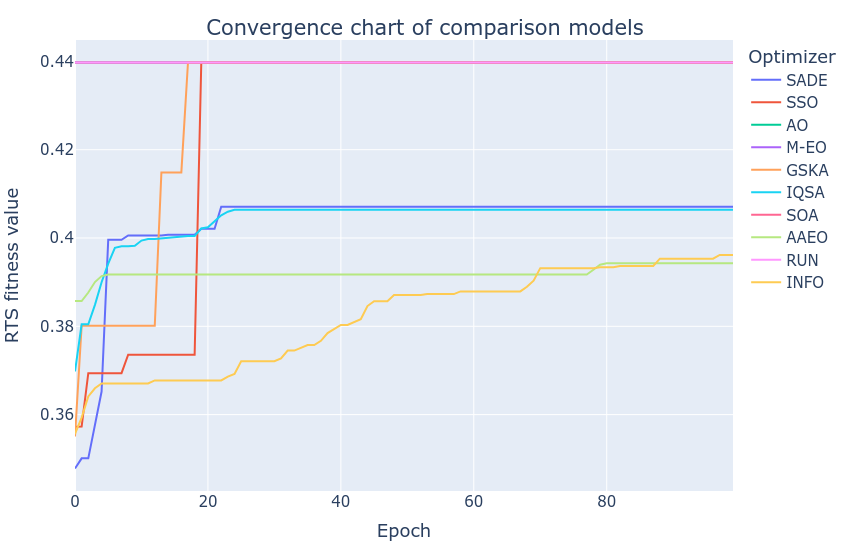 Convergence chart of comparison models
RTS fitness value
0.44
0.42
0.4
0.38
0.36
0
20
40
60
80
Epoch
Optimizer
SADE
SSO
AO
M-EO
GSKA
IQSA
SOA
AAEO
RUN
INFO